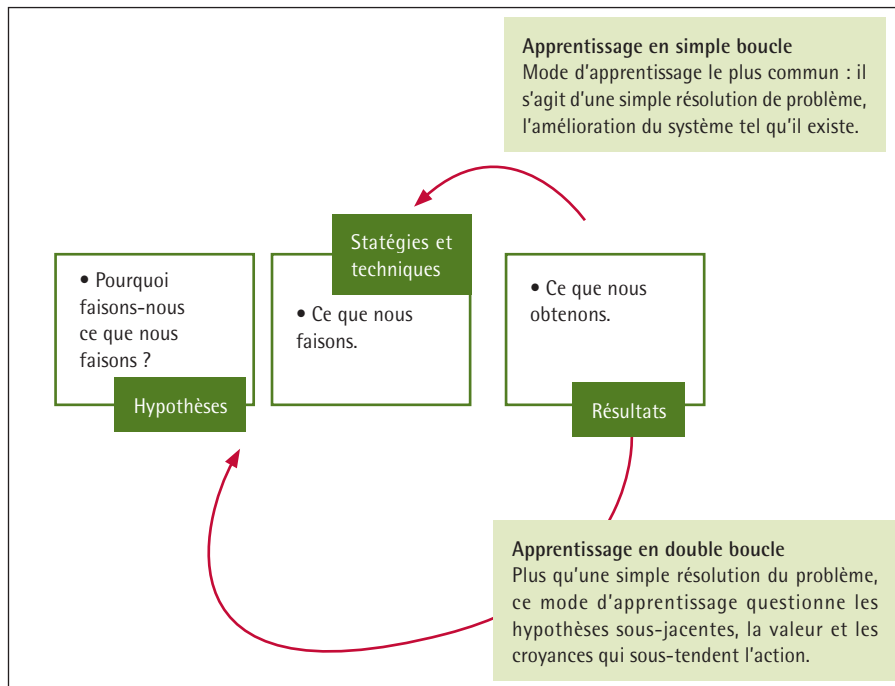 Apprentissage en simple boucle
Mode d'apprentissage le plus commun : il
s'agit d'une simple résolution de problème,
l'amélioration du système tel qu'il existe.
Statégies et
techniques
• Pourquoi
faisons-nous
ce que nous
faisons ?
Hypothèses
• Ce que nous
faisons.
• Ce que nous
obtenons.
Résultats
Apprentissage en double boucle
Plus qu'une simple résolution du problème,
ce mode d'apprentissage questionne les
hypothèses sous-jacentes, la valeur et les
croyances qui sous-tendent l'action.